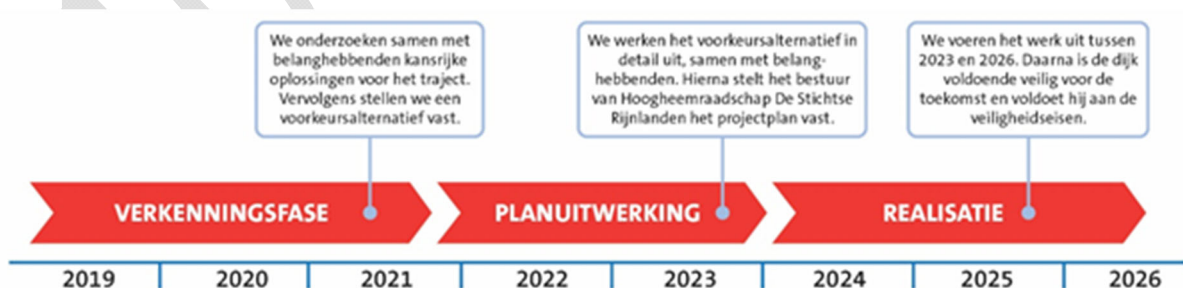 We onderzoeken samen met
belanghebbenden kansrijke
oplossingen voor het traject.
Vervolgens stellen we een
voorkeursalternatief vast.
We werken het voorkeursalternatief in
detail uit, samen met belang-
hebbenden. Hierna stelt het bestuur
van Hoogheemraadschap De Stichtse
Rijnlanden het projectplan vast.
We voeren het werk uit tussen
2023 en 2026. Daarna is de dijk
voldoende veilig voor de
toekomst en voldoet hij aan de
veiligheidseisen.
VERKENNINGSFASE
PLANUITWERKING
REALISATIE
2019 2020 2021 2022 2023 2024 2025 2026